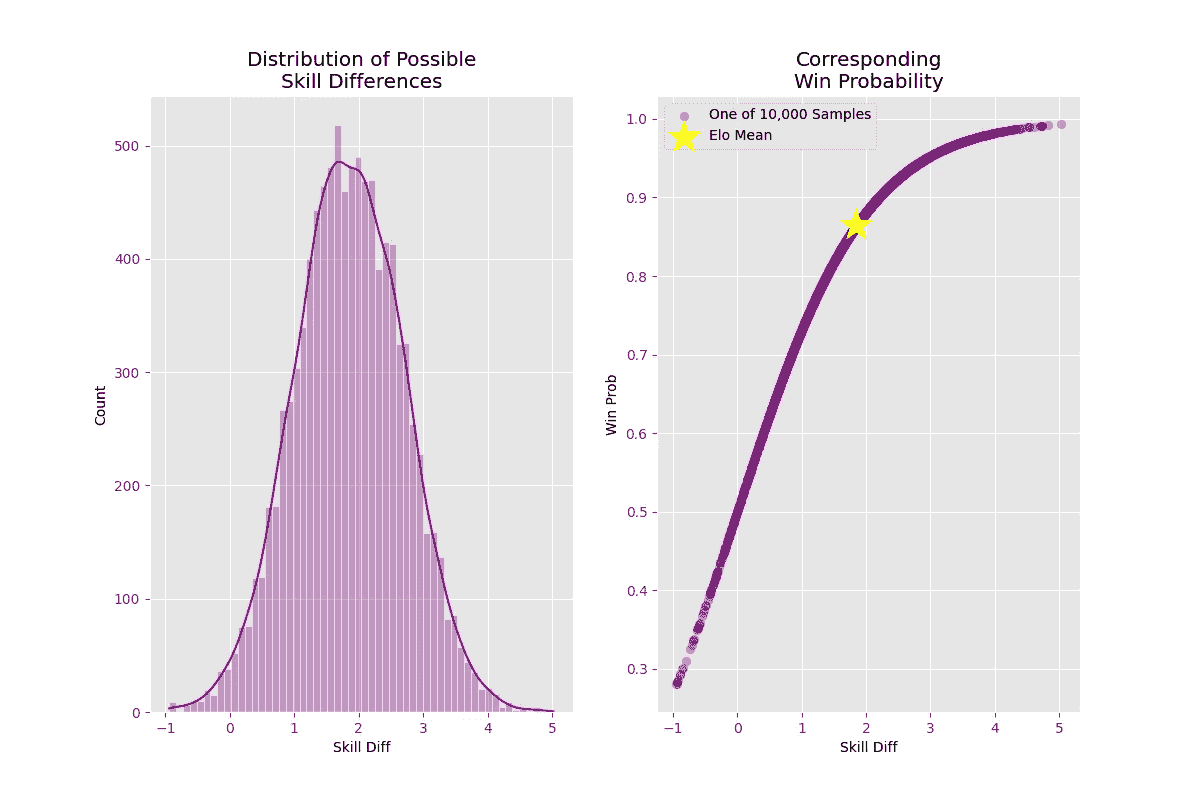 Distribution of Possible
Skill Differences
Count
500
400
300
200
100
0
−1 0 1 2 3 4 5
Skill Diff
Corresponding
Win Probability
One of 10,000 Samples
Elo Mean
Win Prob
1.0
0.9
0.8
0.7
0.6
0.5
0.4
0.3
−1 0 1 2 3 4 5
Skill Diff